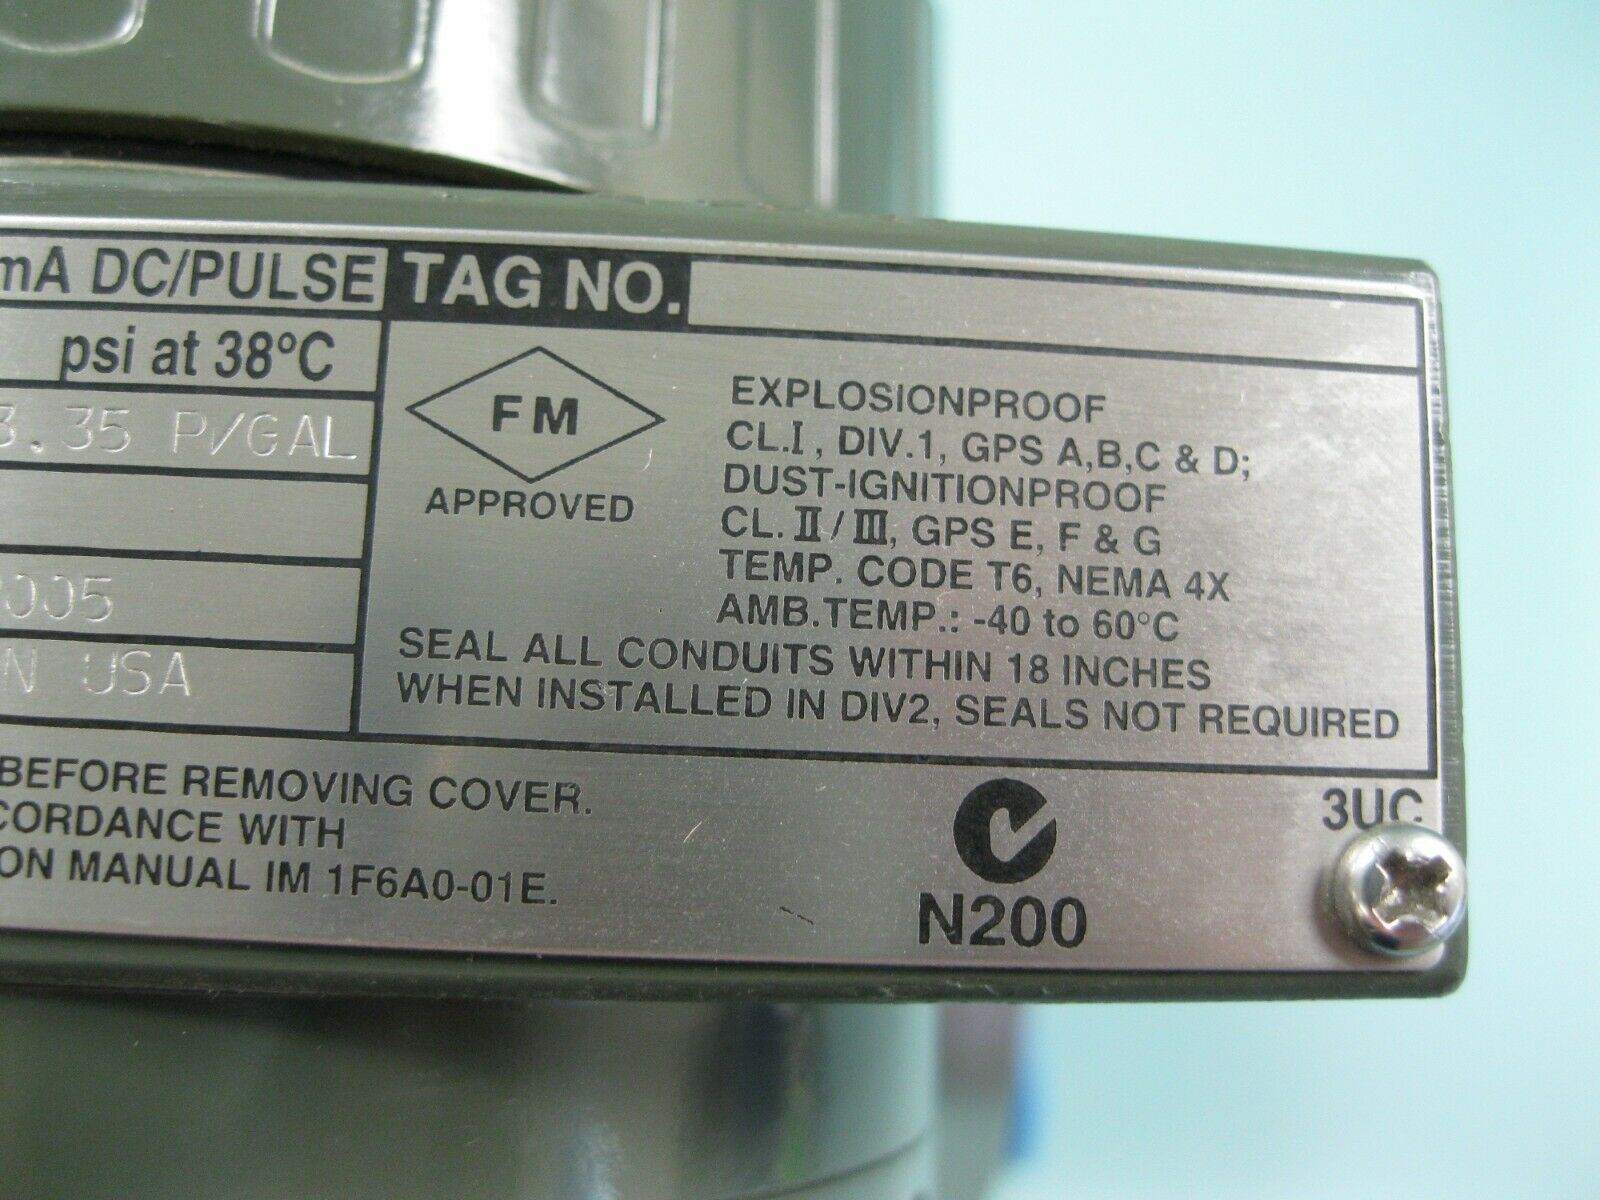 mA DC/PULSE
TAG NO.
psi at 38°C
3.35 P/GAL
005
N USA
FM
APPROVED
EXPLOSIONPROOF
CL.I, DIV.1, GPS A,B,C & D;
DUST-IGNITIONPROOF
CL.II/III, GPS E, F & G
TEMP. CODE T6, NEMA 4X
AMB.TEMP.: -40 to 60°C
SEAL ALL CONDUITS WITHIN 18 INCHES
WHEN INSTALLED IN DIV2, SEALS NOT REQUIRED
BEFORE REMOVING COVER.
CORDANCE WITH
ON MANUAL IM 1F6A0-01E.
N200
3UC